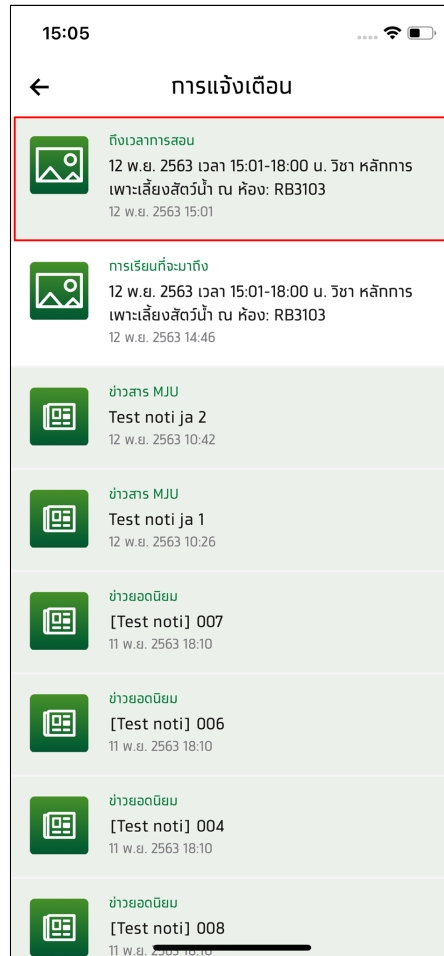 15:05
การแจ้งเตือน
ถึงเวลาการสอน
12 พ.ย. 2563 เวลา 15:01-18:00 น. วิชา หลักการ
เพาะเลี้ยงสัตว์น้ำ ณ ห้อง: RB3103
12 พ.ย. 2563 15:01
การเรียนที่จะมาถึง
12 พ.ย. 2563 เวลา 15:01-18:00 น. วิชา หลักการ
เพาะเลี้ยงสัตว์น้ำ ณ ห้อง: RB3103
12 พ.ย. 2563 14:46
ข่าวสาร MJU
Test noti ja 2
12 พ.ย. 2563 10:42
ข่าวสาร MJU
Test noti ja 1
12 พ.ย. 2563 10:26
ข่าวยอดนิยม
[Test noti] 007
11 พ.ย. 2563 18:10
ข่าวยอดนิยม
[Test noti] 006
11 พ.ย. 2563 18:10
ข่าวยอดนิยม
[Test noti] 004
11 พ.ย. 2563 18:10
ข่าวยอดนิยม
[Test noti] 008
11 พ.ย. 2563 18:10